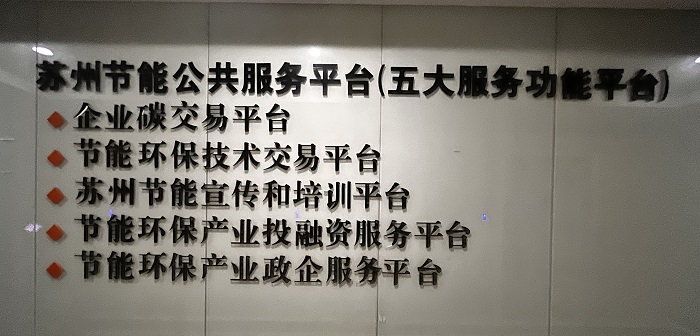 苏州节能公共服务平台(五大服务功能平台)
企业碳交易平台
节能环保技术交易平台
苏州节能宣传和培训平台
节能环保产业投融资服务平台
节能环保产业政企服务平台